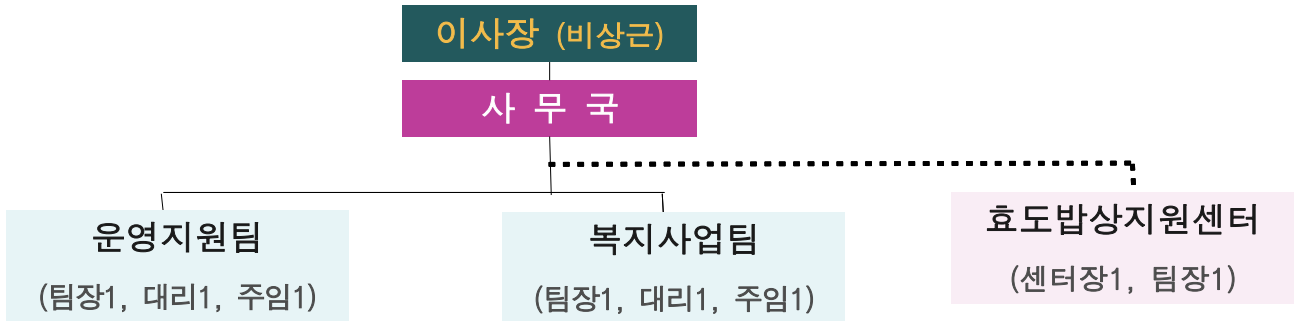 이사장 (비상근)
사 무 국
운영지원팀
(팀장1, 대리1, 주임1)
복지사업팀
(팀장1, 대리1, 주임1)
효도밥상지원센터
(센터장1, 팀장1)